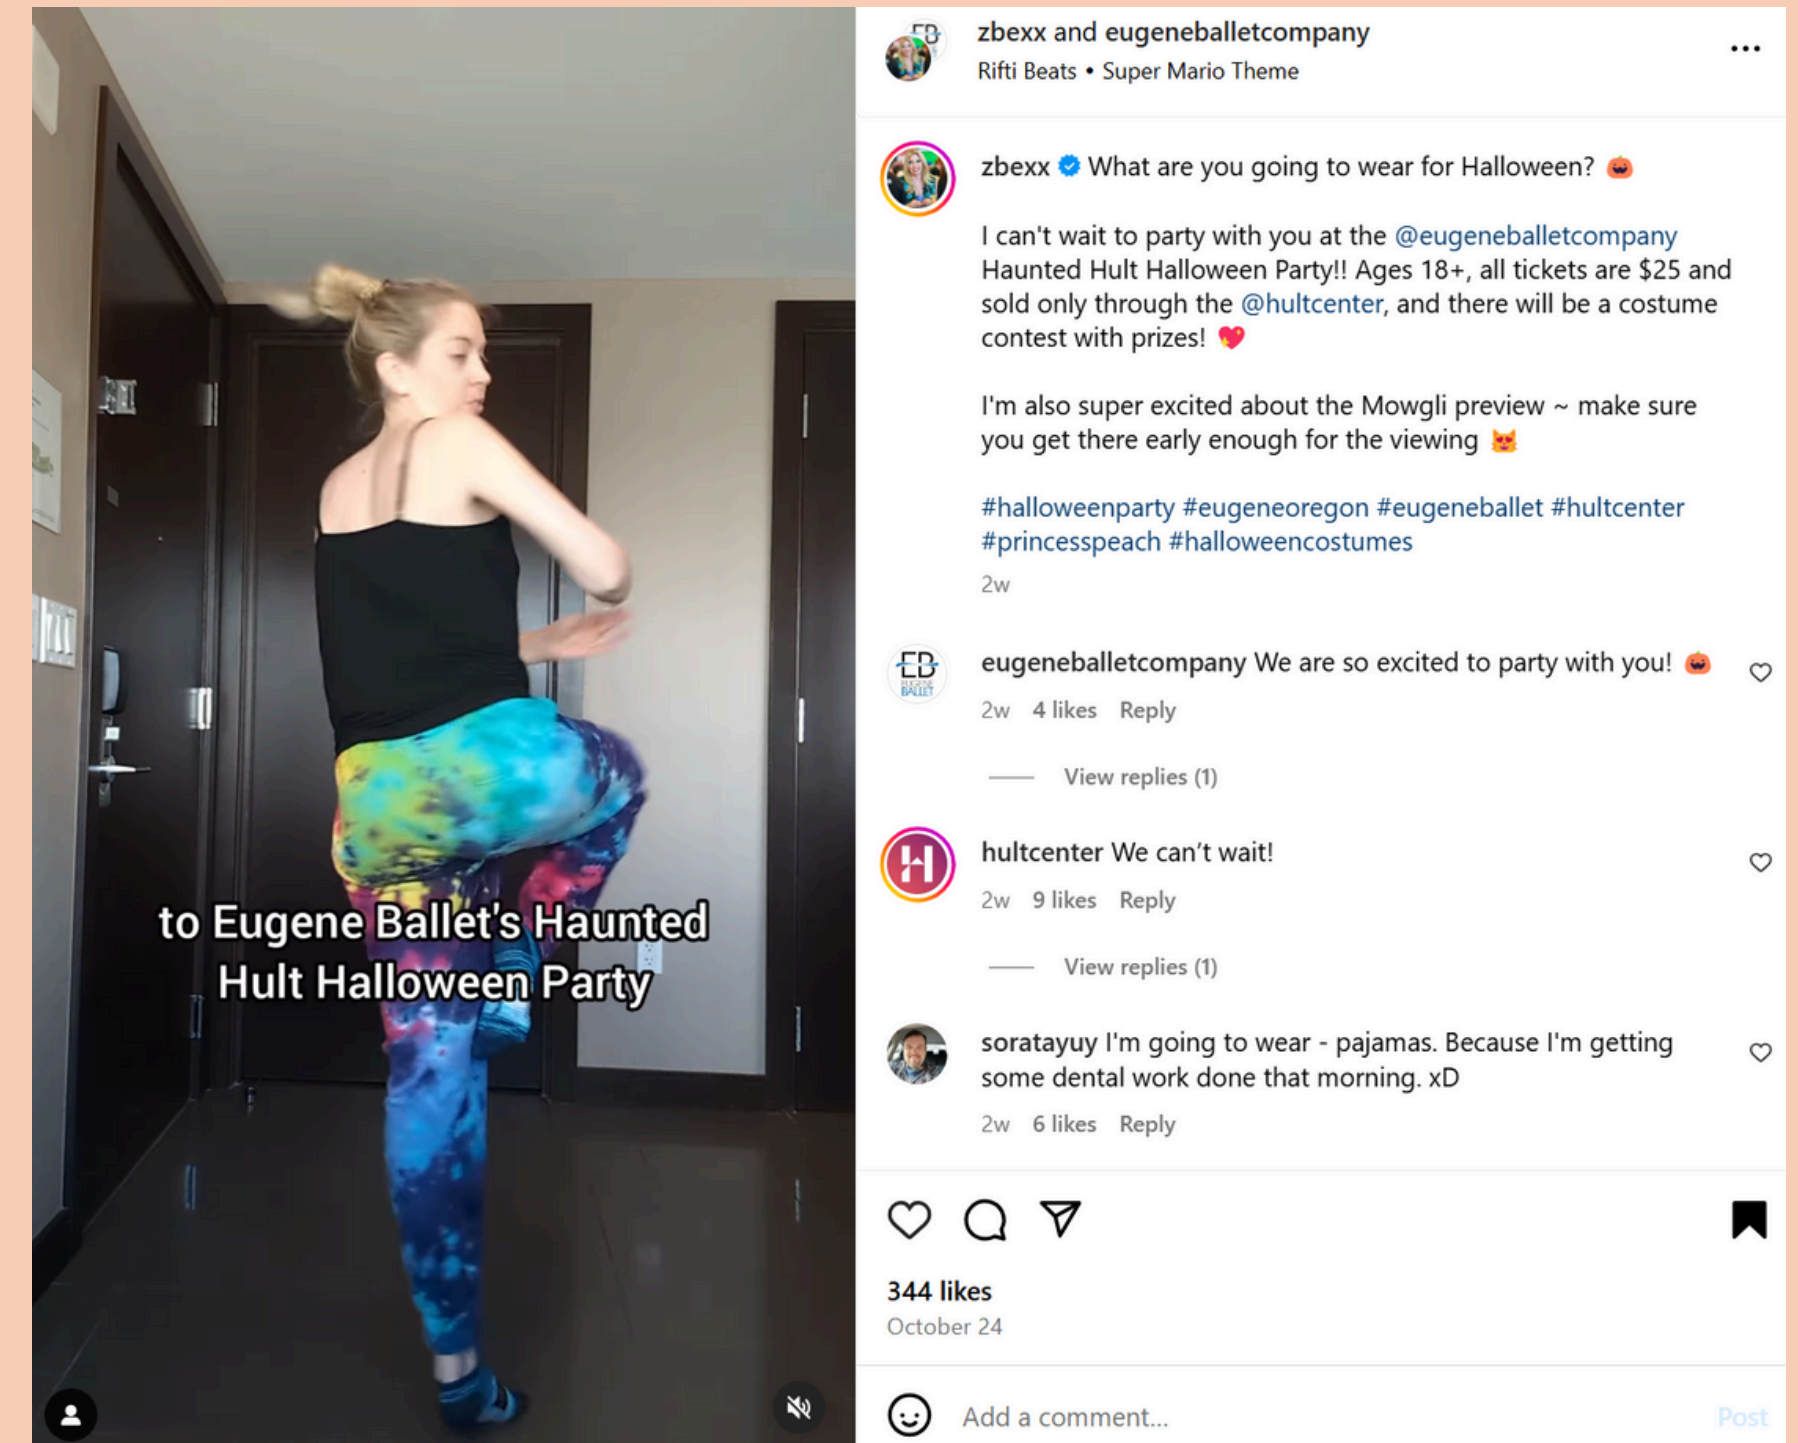 to Eugene Ballet's Haunted
Hult Halloween Party
EB
zbexx and eugeneballetcompany
Rifti Beats • Super Mario Theme
zbexx What are you going to wear for Halloween? 🎃
I can't wait to party with you at the @eugeneballetcompany
Haunted Hult Halloween Party!! Ages 18+, all tickets are $25 and
sold only through the @hultcenter, and there will be a costume
contest with prizes! 💖
I'm also super excited about the Mowgli preview ~ make sure
you get there early enough for the viewing 😻
#halloweenparty #eugeneoregon #eugeneballet #hultcenter
#princesspeach #halloweencostumes
2w
EB
EUGENE
BALLET
eugeneballetcompany We are so excited to party with you! 🎃
2w 4 likes Reply
View replies (1)
H
hultcenter We can’t wait!
2w 9 likes Reply
View replies (1)
soratayuy I'm going to wear - pajamas. Because I'm getting
some dental work done that morning. xD
2w 6 likes Reply
344 likes
October 24
Add a comment...
Post